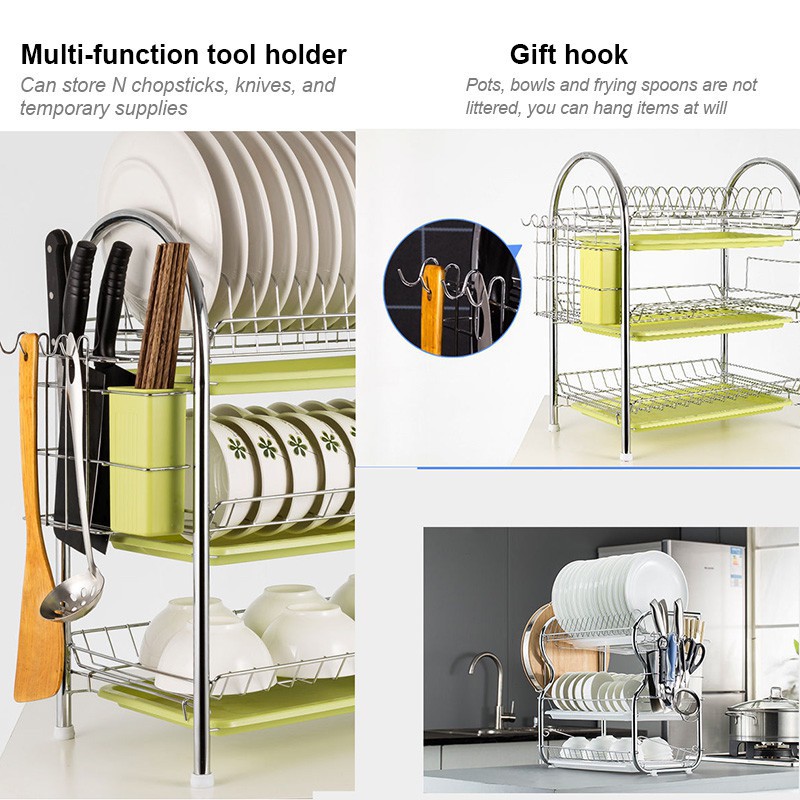 Multi-function tool holder
Can store N chopsticks, knives, and
temporary supplies
Gift hook
Pots, bowls and frying spoons are not
littered, you can hang items at will